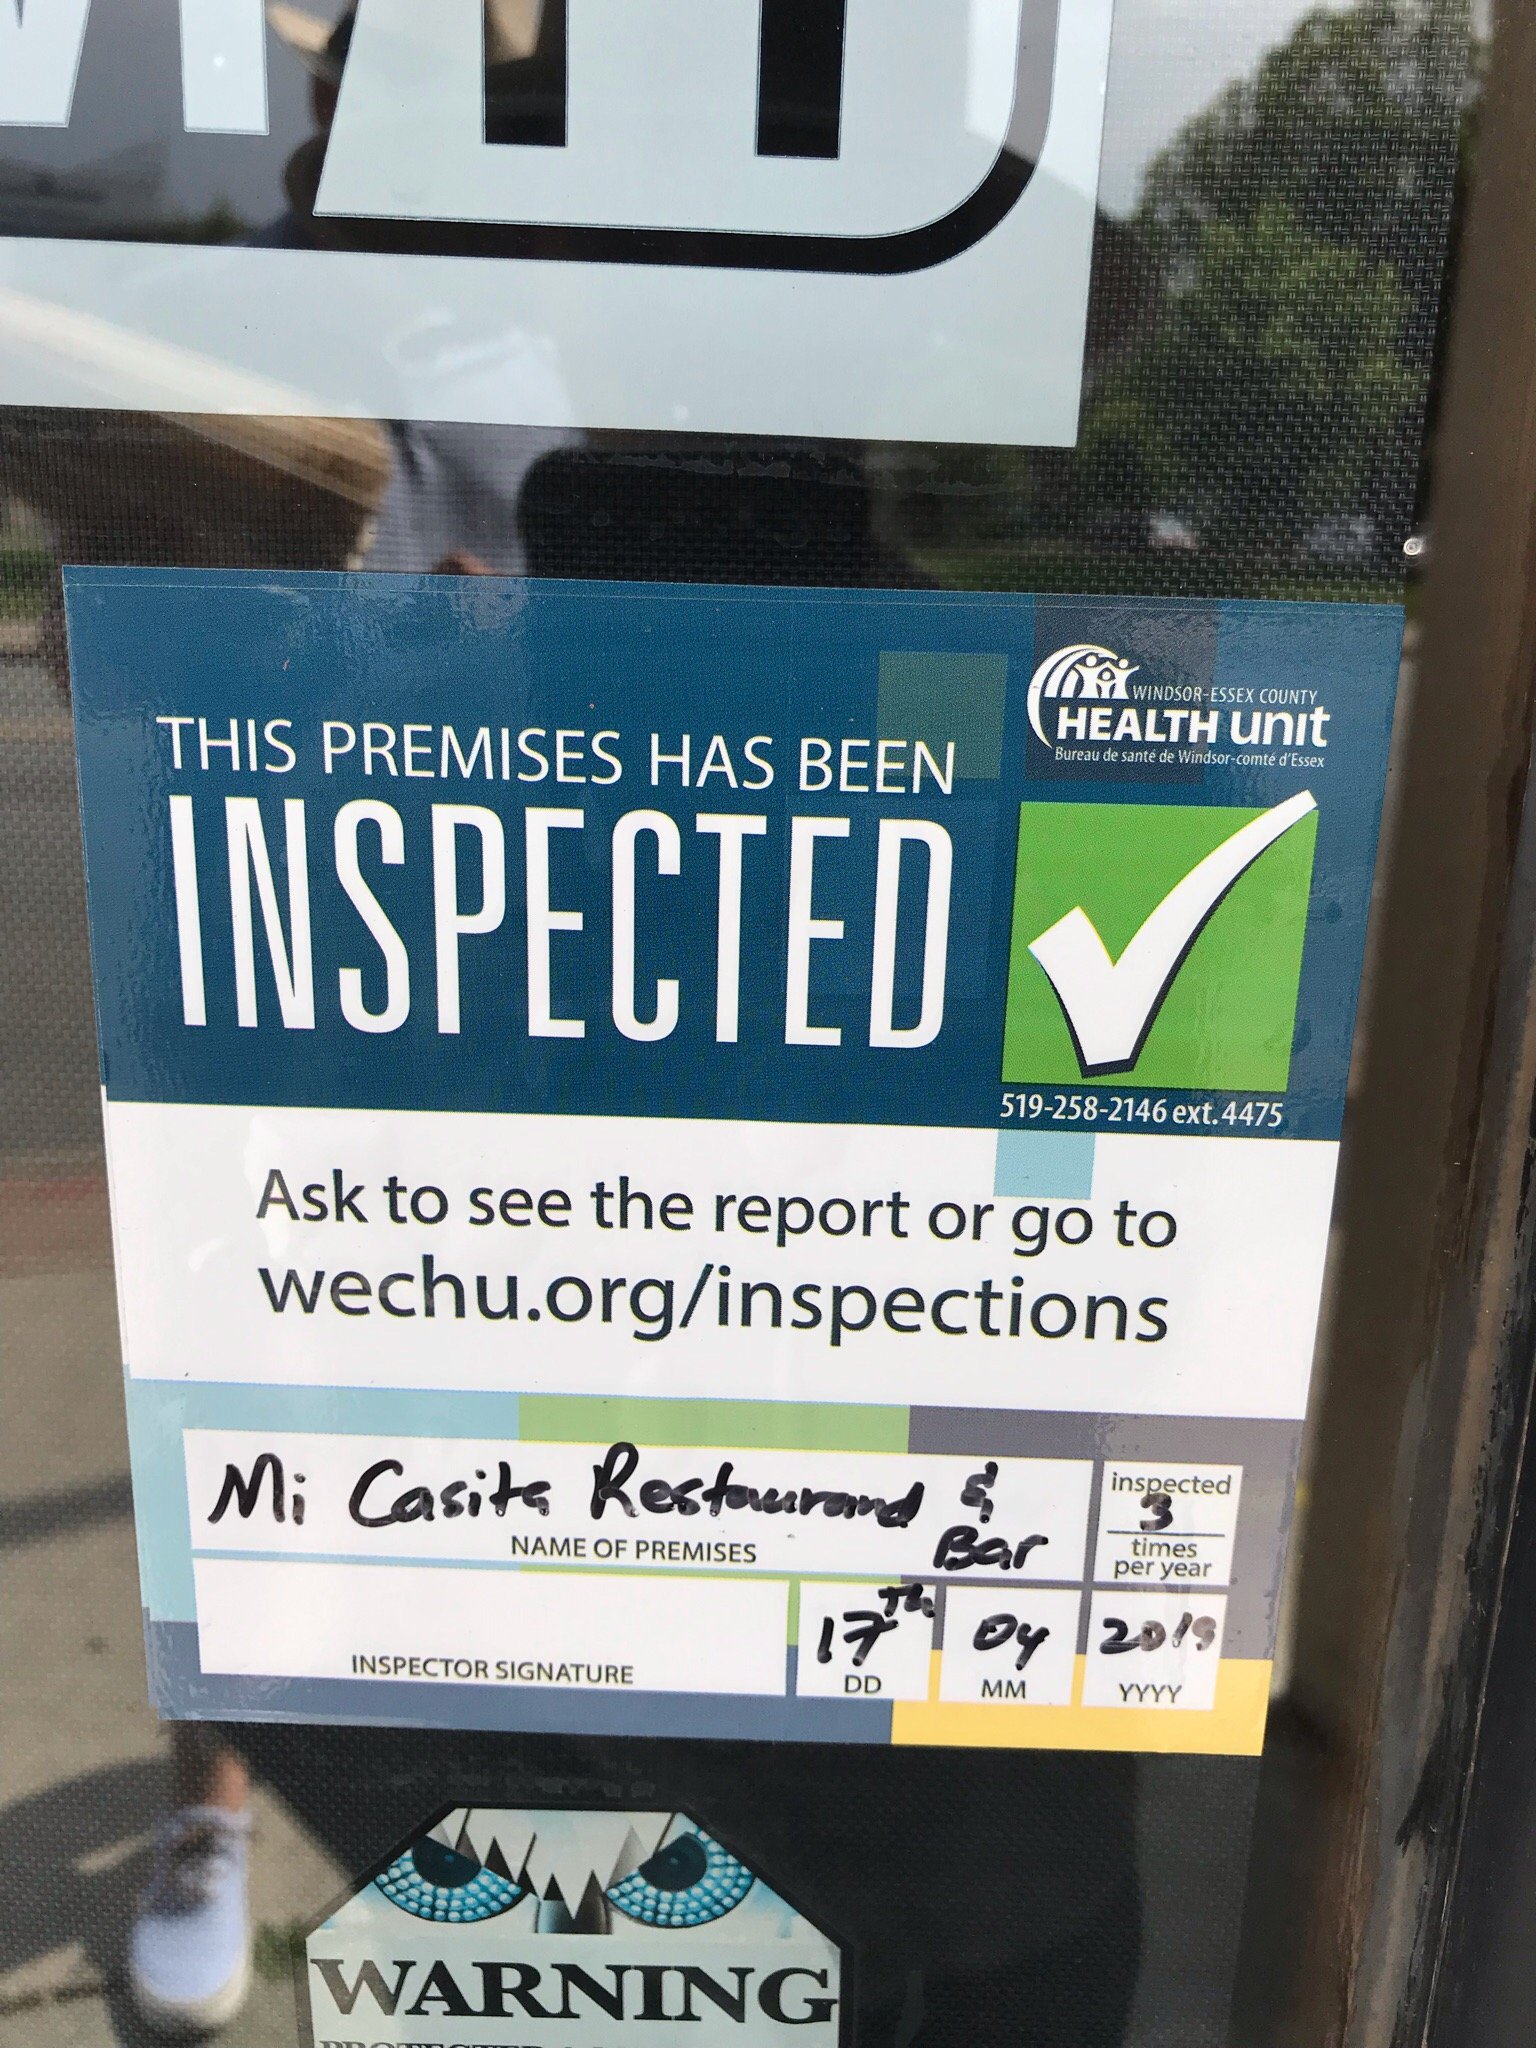 WINDSOR-ESSEX COUNTY
HEALTH unit
Bureau de santé de Windsor-comté d'Essex
THIS PREMISES HAS BEEN
INSPECTED
519-258-2146 ext. 4475
Ask to see the report or go to
wechu.org/inspections
Mi Casita Restaurand &
Bar
NAME OF PREMISES
inspected
3
times
per year
17th
DD
04
MM
2019
YYYY
INSPECTOR SIGNATURE
WARNING